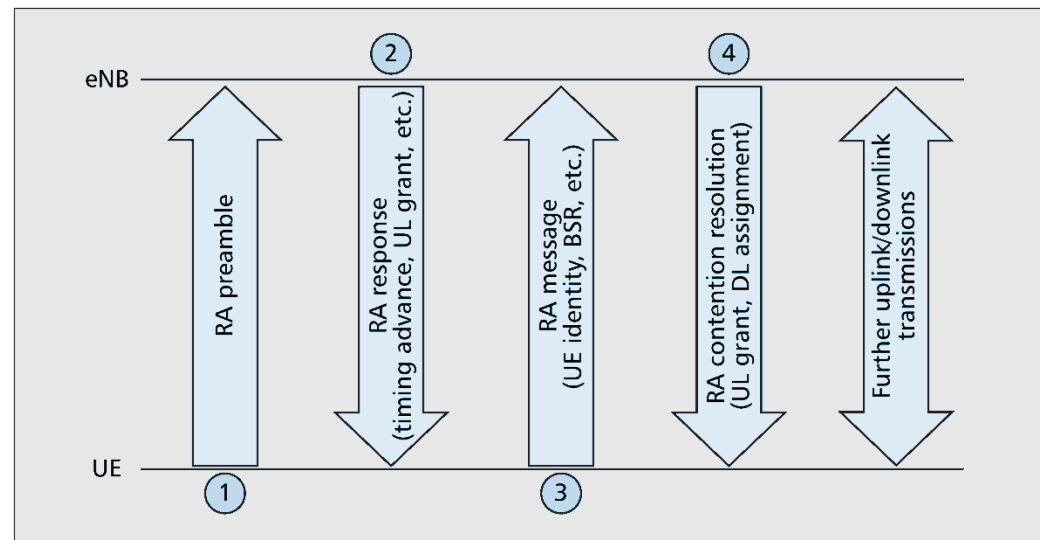 2
4
eNB
RA preamble
RA response
(timing advance, UL grant, etc.)
RA message
(UE identity, BSR, etc.)
RA contention resolution
(UL grant, DL assignment)
Further uplink/downlink
transmissions
UE
1
3